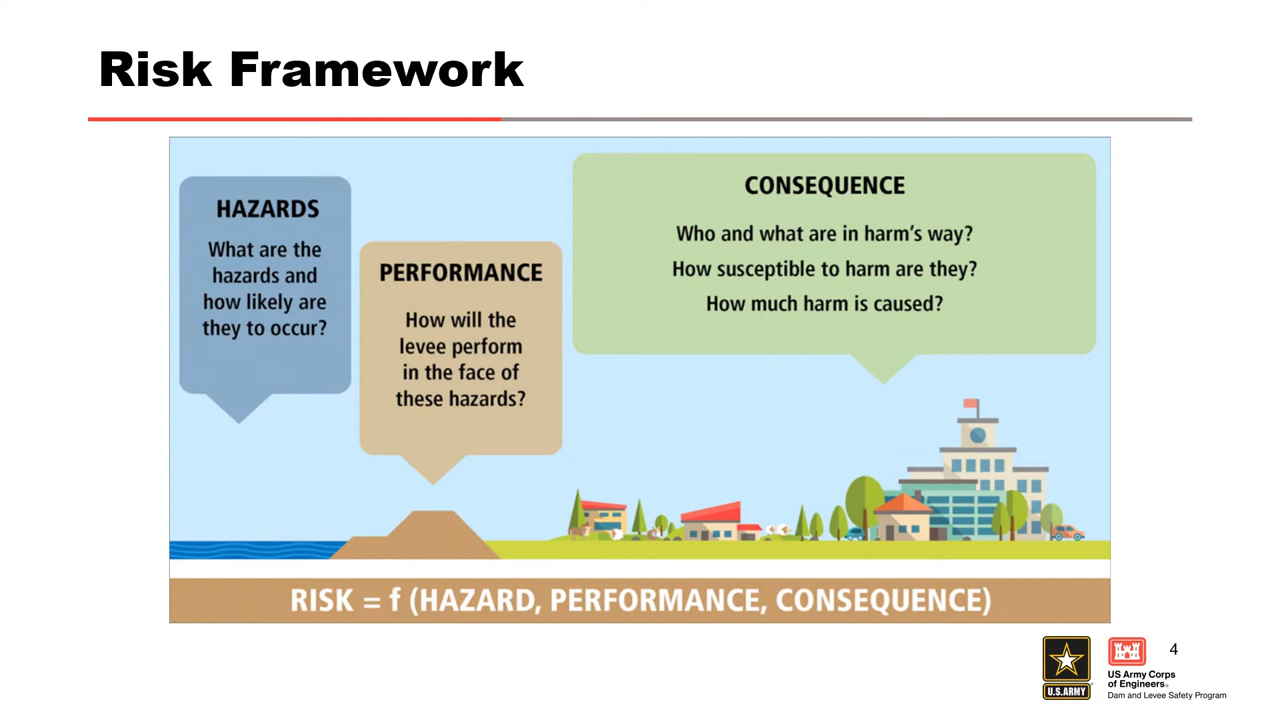 Risk Framework
HAZARDS
What are the
hazards and
how likely are
they to occur?
PERFORMANCE
How will the
levee perform
in the face of
these hazards?
CONSEQUENCE
Who and what are in harm's way?
How susceptible to harm are they?
How much harm is caused?
RISK = f (HAZARD, PERFORMANCE, CONSEQUENCE)
U.S.ARMY
US Army Corps
of Engineers®
Dam and Levee Safety Program
4